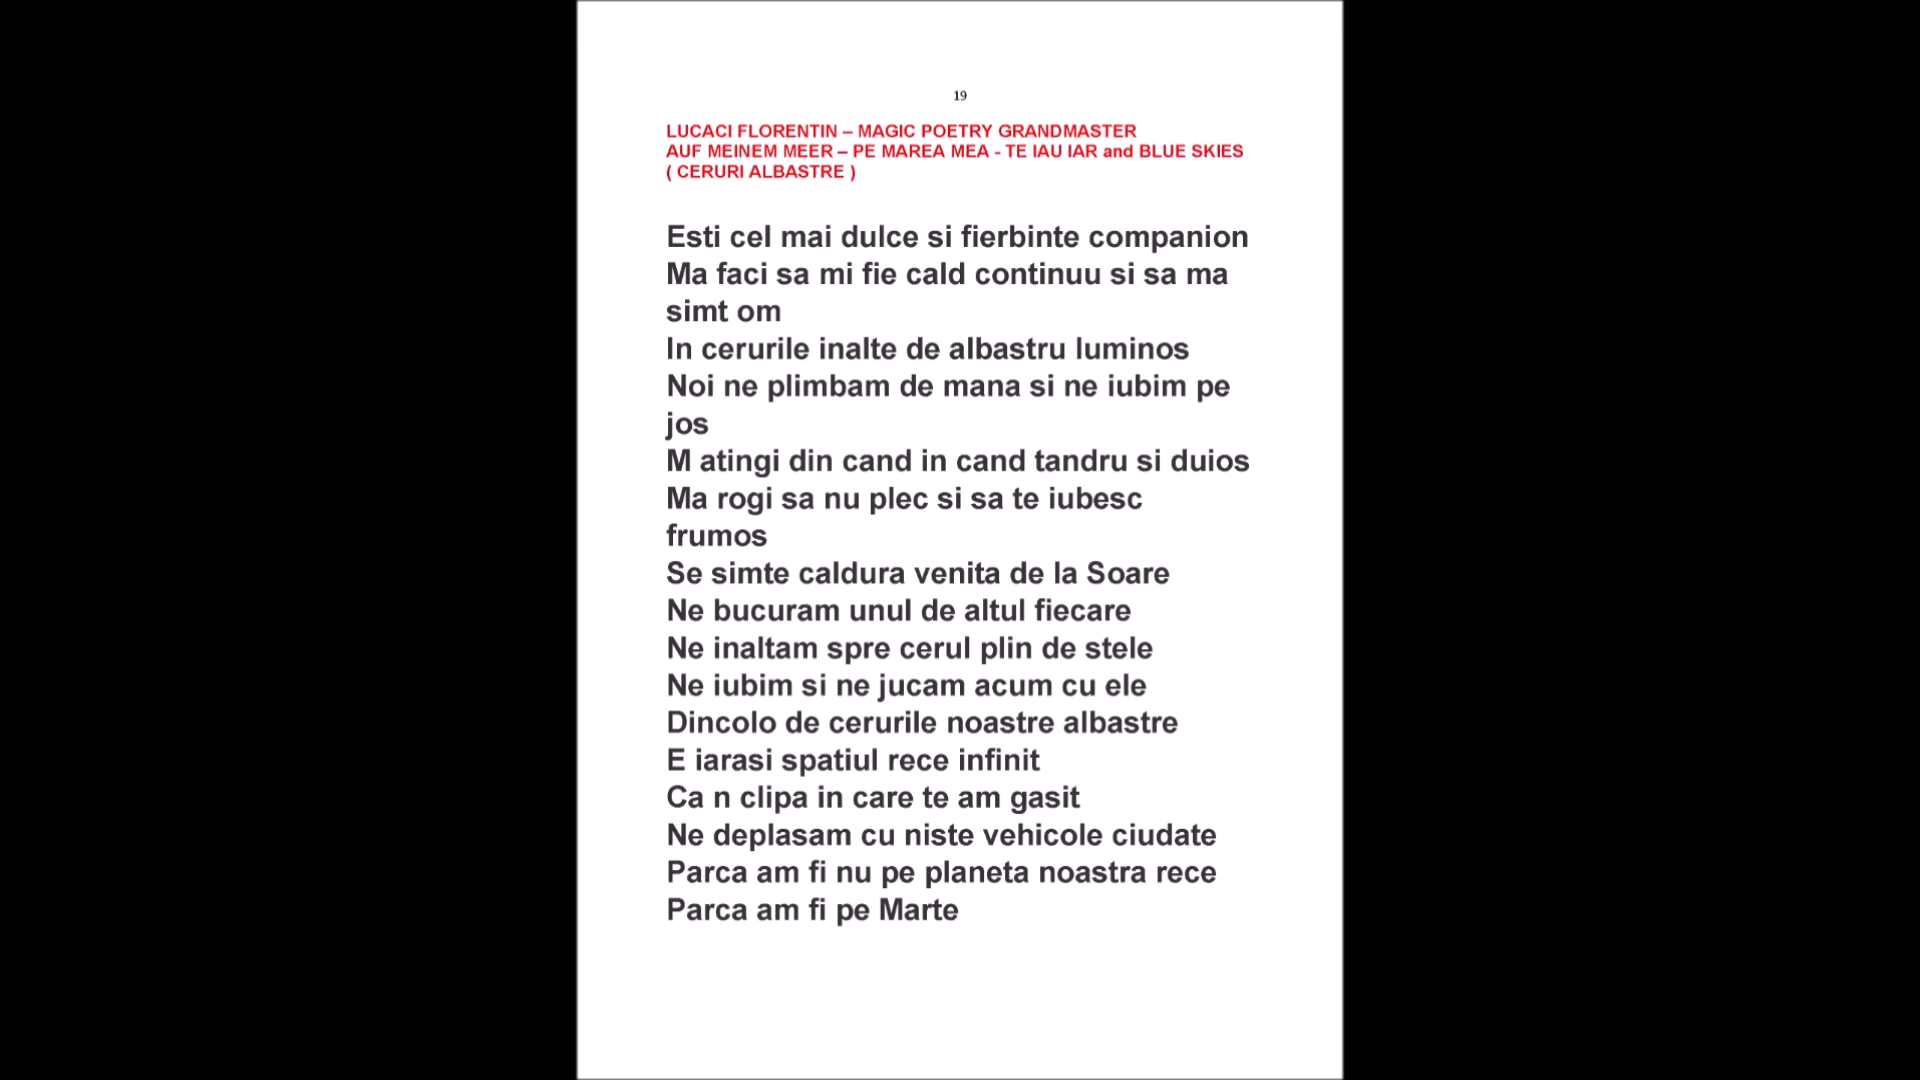 19
LUCACI FLORENTIN – MAGIC POETRY GRANDMASTER
AUF MEINEM MEER – PE MAREA MEA - TE IAU IAR and BLUE SKIES
( CERURI ALBASTRE )
Esti cel mai dulce si fierbinte companion
Ma faci sa mi fie cald continuu si sa ma
simt om
In cerurile inalte de albastru luminos
Noi ne plimbam de mana si ne iubim pe
jos
M atingi din cand in cand tandru si duios
Ma rogi sa nu plec si sa te iubesc
frumos
Se simte caldura venita de la Soare
Ne bucuram unul de altul fiecare
Ne inaltam spre cerul plin de stele
Ne iubim si ne jucam acum cu ele
Dincolo de cerurile noastre albastre
E iarasi spatiul rece infinit
Ca n clipa in care te am gasit
Ne deplasam cu niste vehicole ciudate
Parca am fi nu pe planeta noastra rece
Parca am fi pe Marte